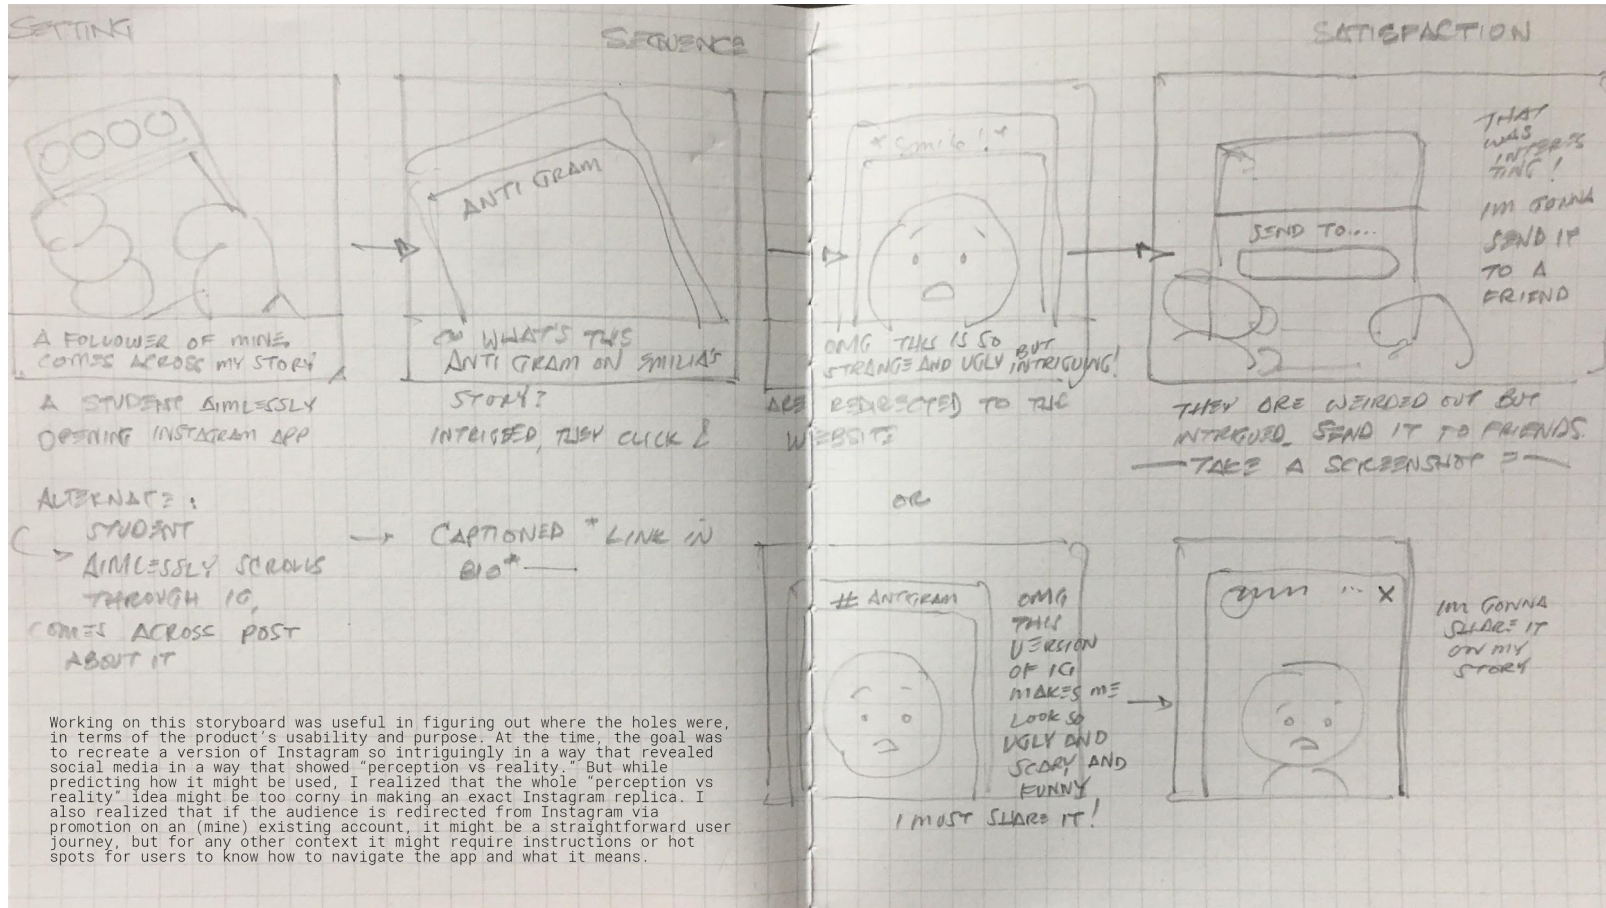 SETTING
SEQUENCE
SATISFACTION
A FOLLOWER OF MINE
COMES ACROSS MY STORY
A STUDENT AIMLESSLY
OPENING INSTAGRAM APP
ANTI GRAM
WHAT'S THIS
ANTI GRAM ON EMILIA'S
STORY?
INTRIGUED, THEY CLICK &
*Smile!*
OMG THIS IS SO
STRANGE AND UGLY BUT INTRIGUING!
ARE REDIRECTED TO THE
WEBSITE
SEND TO....
THAT
WAS
INTERES
TING!
IM GONNA
SEND IT
TO A
FRIEND
THEY ARE WEIRDED OUT BUT
INTRIGUED. SEND IT TO FRIENDS.
TAKE A SCREENSHOT
ALTERNATE:
STUDENT
AIMLESSLY SCROLLS
THROUGH IG,
COMES ACROSS POST
ABOUT IT
CAPTIONED *LINK IN
BIO*
OR
# ANTIGRAM
OMG
THIS
VERSION
OF IG
MAKES ME
LOOK SO
UGLY AND
SCARY AND
FUNNY
I MUST SHARE IT!
... X
IM GONNA
SHARE IT
ON MY
STORY
Working on this storyboard was useful in figuring out where the holes were,
in terms of the product's usability and purpose. At the time, the goal was
to recreate a version of Instagram so intriguingly in a way that revealed
social media in a way that showed "perception vs reality." But while
predicting how it might be used, I realized that the whole "perception vs
reality" idea might be too corny in making an exact Instagram replica. I
also realized that if the audience is redirected from Instagram via
promotion on an (mine) existing account, it might be a straightforward user
journey, but for any other context it might require instructions or hot
spots for users to know how to navigate the app and what it means.